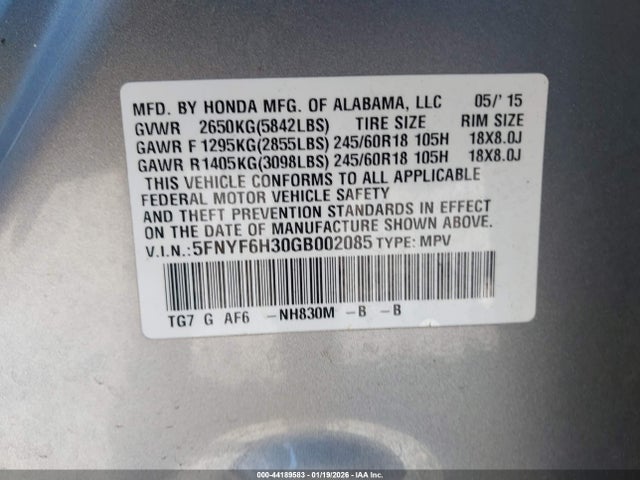 MFD. BY HONDA MFG. OF ALABAMA, LLC 05/' 15
GVWR 2650KG(5842LBS) TIRE SIZE RIM SIZE
GAWR F 1295KG(2855LBS) 245/60R18 105H 18X8.0J
GAWR R1405KG(3098LBS) 245/60R18 105H 18X8.0J
THIS VEHICLE CONFORMS TO ALL APPLICABLE
FEDERAL MOTOR VEHICLE SAFETY
AND THEFT PREVENTION STANDARDS IN EFFECT
ON THE DATE OF MANUFACTURE SHOWN ABOVE.
V.I.N.:5FNYF6H30GB002085 TYPE: MPV
TG7 G AF6 -NH830M -B -B
000-44189583 - 01/19/2026 - IAA Inc.